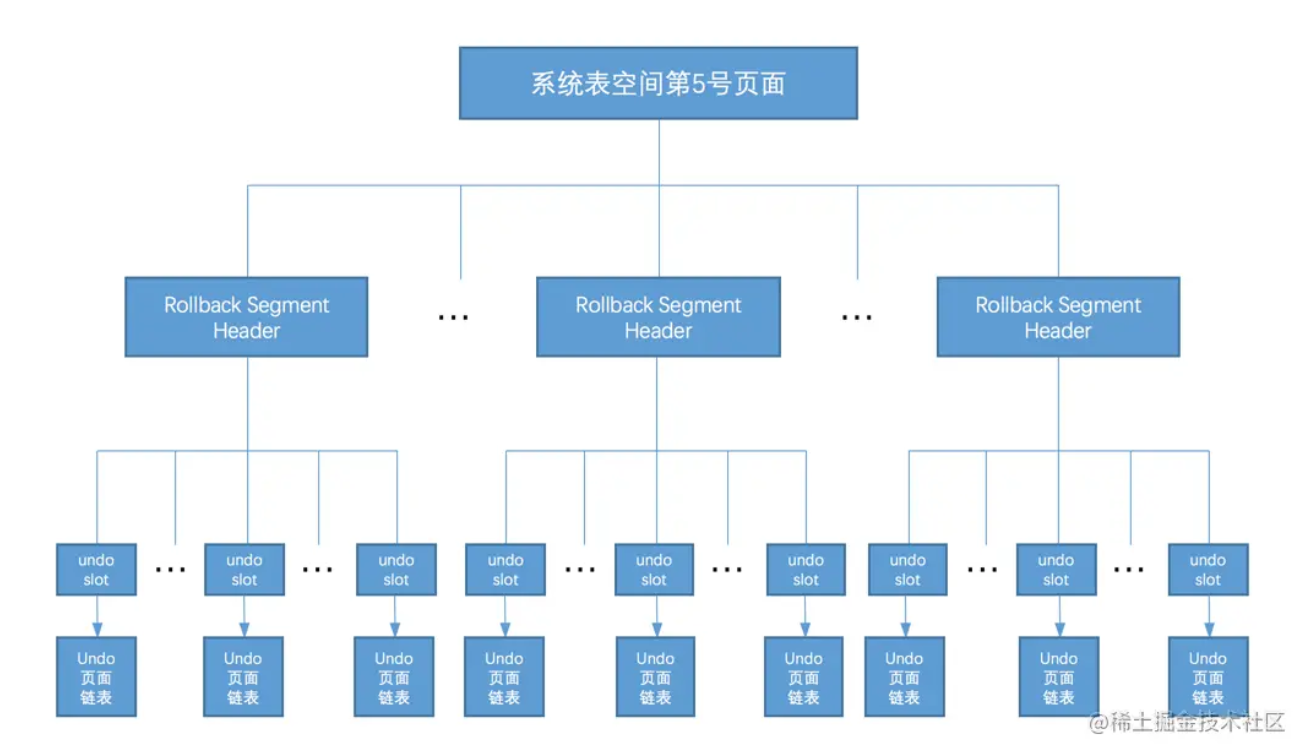 系统表空间第5号页面
Rollback Segment
Header
...
Rollback Segment
Header
...
Rollback Segment
Header
undo
slot
...
undo
slot
...
undo
slot
undo
slot
...
undo
slot
...
undo
slot
undo
slot
...
undo
slot
...
undo
slot
Undo
页面
链表
Undo
页面
链表
Undo
页面
链表
Undo
页面
链表
Undo
页面
链表
Undo
页面
链表
Undo
页面
链表
Undo
页面
链表
Undo
页面
链表
@稀土掘金技术社区